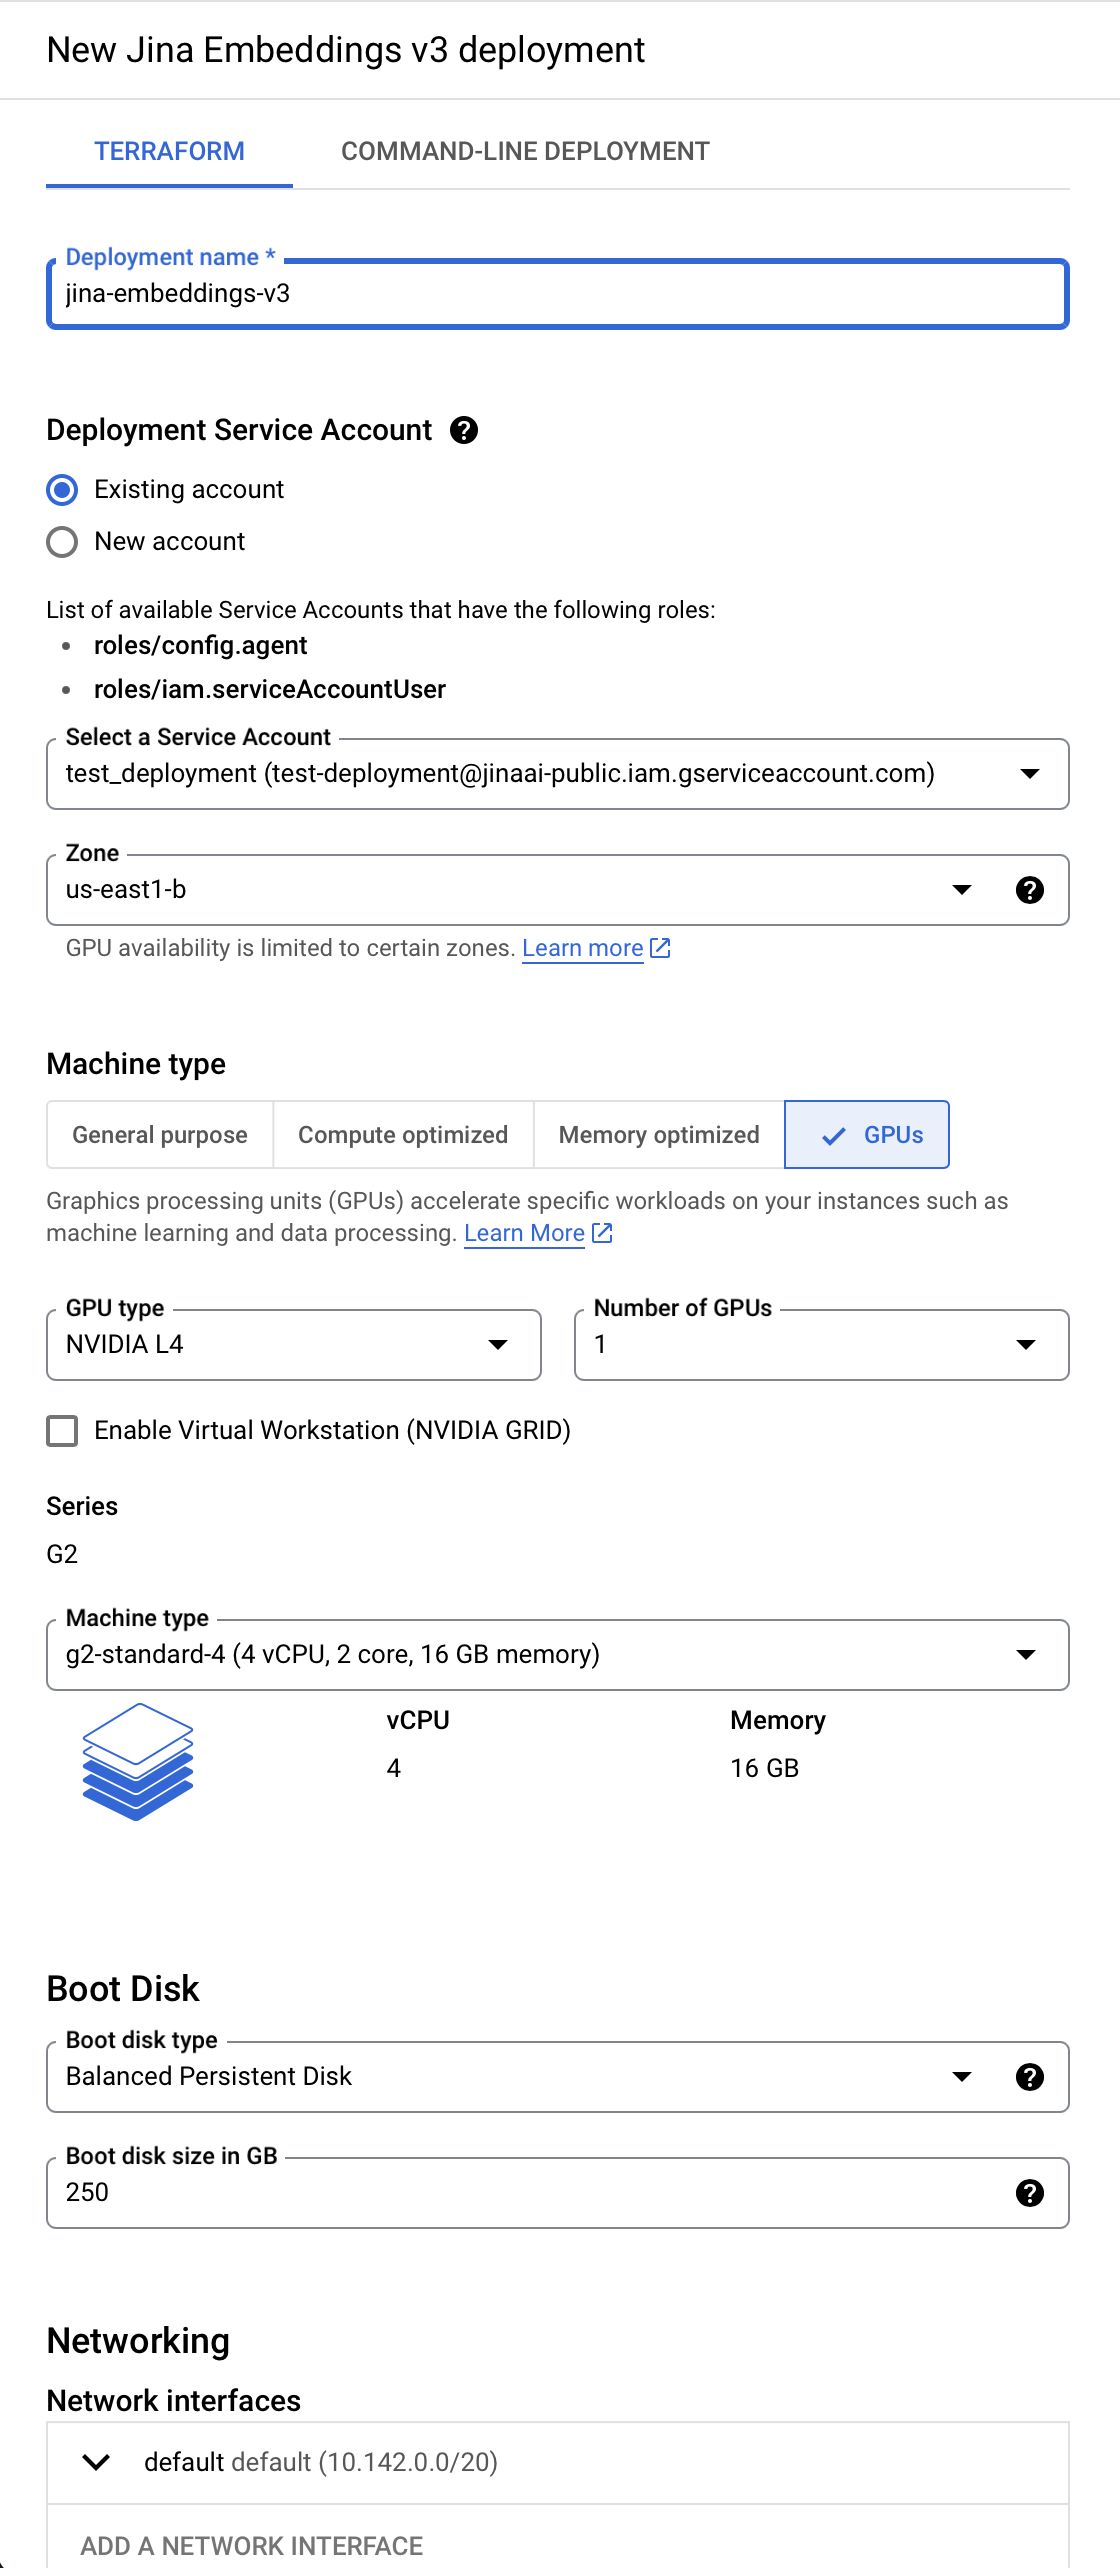 New Jina Embeddings v3 deployment
TERRAFORM
COMMAND-LINE DEPLOYMENT
Deployment name *
jina-embeddings-v3
Deployment Service Account
Existing account
New account
List of available Service Accounts that have the following roles:
roles/config.agent
roles/iam.serviceAccountUser
Select a Service Account
test_deployment (test-deployment@jinaai-public.iam.gserviceaccount.com)
Zone
us-east1-b
GPU availability is limited to certain zones. Learn more
Machine type
General purpose
Compute optimized
Memory optimized
GPUs
Graphics processing units (GPUs) accelerate specific workloads on your instances such as
machine learning and data processing. Learn More
GPU type
NVIDIA L4
Number of GPUs
1
Enable Virtual Workstation (NVIDIA GRID)
Series
G2
Machine type
g2-standard-4 (4 vCPU, 2 core, 16 GB memory)
vCPU
4
Memory
16 GB
Boot Disk
Boot disk type
Balanced Persistent Disk
Boot disk size in GB
250
Networking
Network interfaces
default default (10.142.0.0/20)
ADD A NETWORK INTERFACE